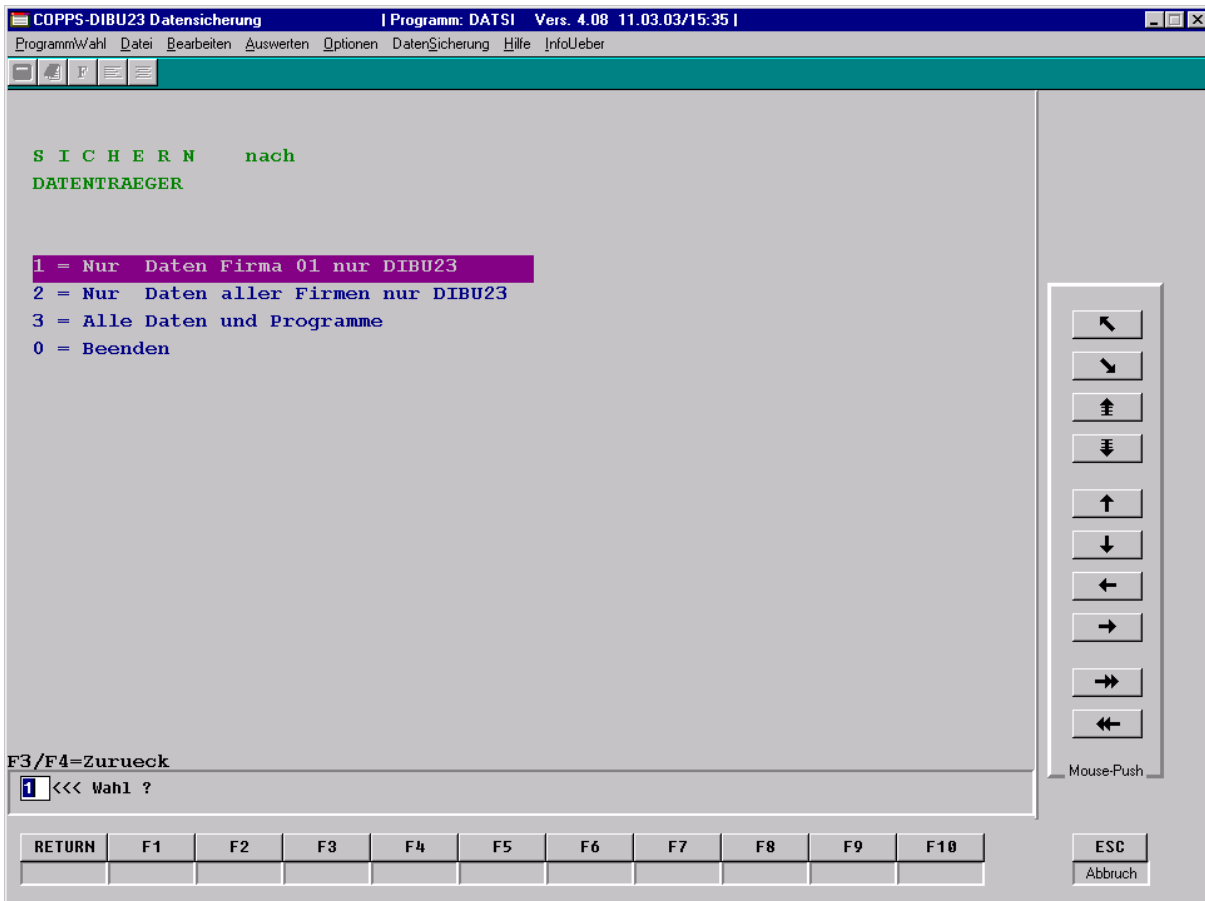 COPPS-DIBU23 Datensicherung | Programm: DATSI Vers. 4.08 11.03.03/15:35 |
ProgrammWahl Datei Bearbeiten Auswerten Optionen DatenSicherung Hilfe InfoUeber
F
S I C H E R N nach
DATENTRAEGER
1 = Nur Daten Firma 01 nur DIBU23
2 = Nur Daten aller Firmen nur DIBU23
3 = Alle Daten und Programme
0 = Beenden
F3/F4=Zurueck
1 <<< Wahl ?
Mouse-Push
RETURN F1 F2 F3 F4 F5 F6 F7 F8 F9 F10 ESC
Abbruch